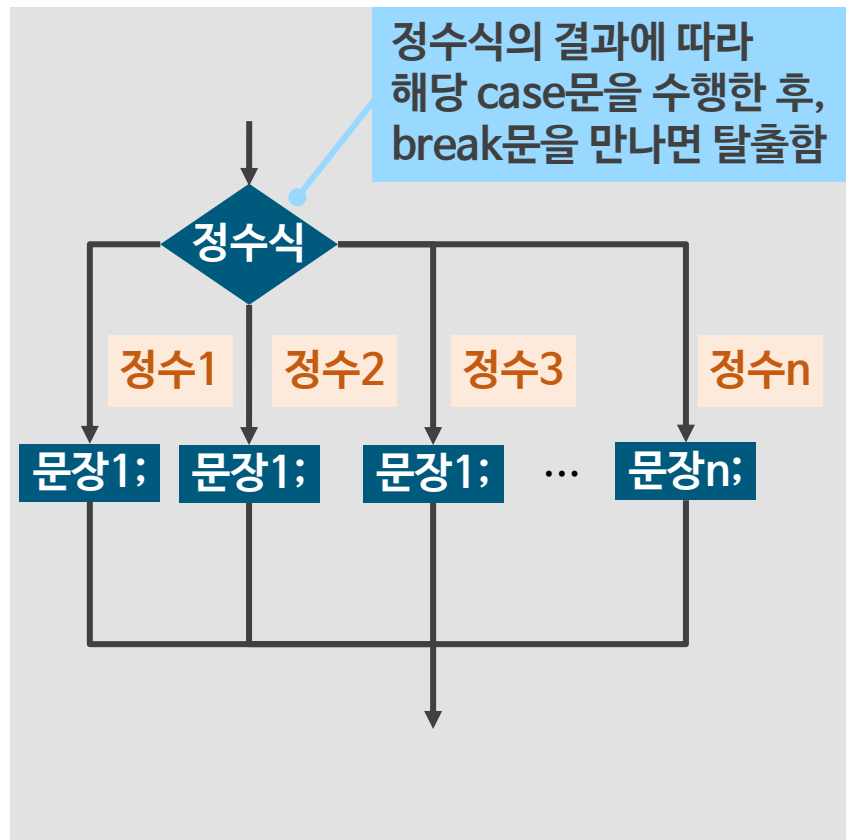 정수식의 결과에 따라
해당 case문을 수행한 후,
break문을 만나면 탈출함
정수식
정수1
정수2
정수3
정수n
문장1;
문장1;
문장1;
...
문장n;